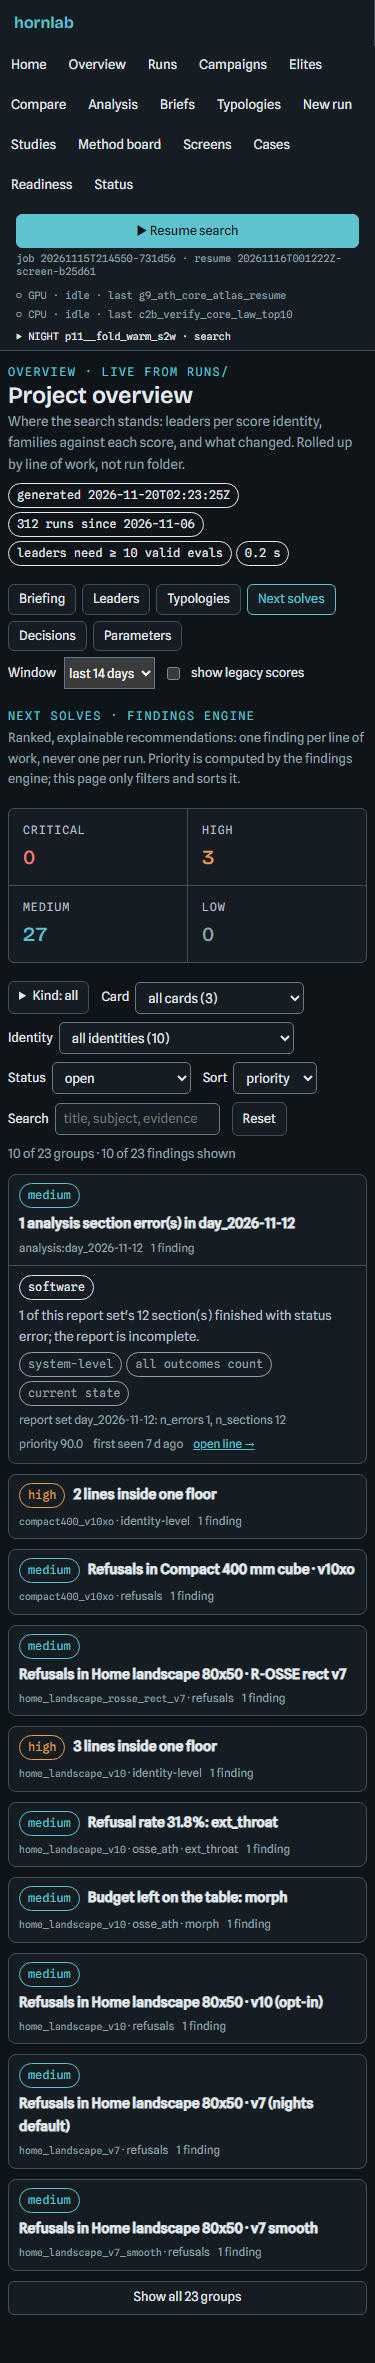 hornlab
Home Overview Runs Campaigns Elites
Compare Analysis Briefs Typologies New run
Studies Method board Screens Cases
Readiness Status
▶ Resume search
job 20261115T214550-731d56 · resume 20261116T001222Z-
screen-b25d61
○ GPU · idle · last g9_ath_core_atlas_resume
○ CPU · idle · last c2b_verify_core_law_top10
▶ NIGHT p11__fold_warm_s2w · search
OVERVIEW · LIVE FROM RUNS/
Project overview
Where the search stands: leaders per score identity,
families against each score, and what changed. Rolled up
by line of work, not run folder.
generated 2026-11-20T02:23:25Z
312 runs since 2026-11-06
leaders need ≥ 10 valid evals 0.2 s
Briefing Leaders Typologies Next solves
Decisions Parameters
Window last 14 days show legacy scores
NEXT SOLVES · FINDINGS ENGINE
Ranked, explainable recommendations: one finding per line of
work, never one per run. Priority is computed by the findings
engine; this page only filters and sorts it.
CRITICAL HIGH
0 3
MEDIUM LOW
27 0
▶ Kind: all Card all cards (3)
Identity all identities (10)
Status open Sort priority
Search title, subject, evidence Reset
10 of 23 groups · 10 of 23 findings shown
medium
1 analysis section error(s) in day_2026-11-12
analysis:day_2026-11-12 1 finding
software
1 of this report set's 12 section(s) finished with status
error; the report is incomplete.
system-level all outcomes count
current state
report set day_2026-11-12: n_errors 1, n_sections 12
priority 90.0 first seen 7 d ago open line →
high 2 lines inside one floor
compact400_v10xo · identity-level 1 finding
medium Refusals in Compact 400 mm cube · v10xo
compact400_v10xo · refusals 1 finding
medium
Refusals in Home landscape 80x50 · R-OSSE rect v7
home_landscape_rosse_rect_v7 · refusals 1 finding
high 3 lines inside one floor
home_landscape_v10 · identity-level 1 finding
medium Refusal rate 31.8%: ext_throat
home_landscape_v10 · osse_ath · ext_throat 1 finding
medium Budget left on the table: morph
home_landscape_v10 · osse_ath · morph 1 finding
medium
Refusals in Home landscape 80x50 · v10 (opt-in)
home_landscape_v10 · refusals 1 finding
medium
Refusals in Home landscape 80x50 · v7 (nights
default)
home_landscape_v7 · refusals 1 finding
medium
Refusals in Home landscape 80x50 · v7 smooth
home_landscape_v7_smooth · refusals 1 finding
Show all 23 groups